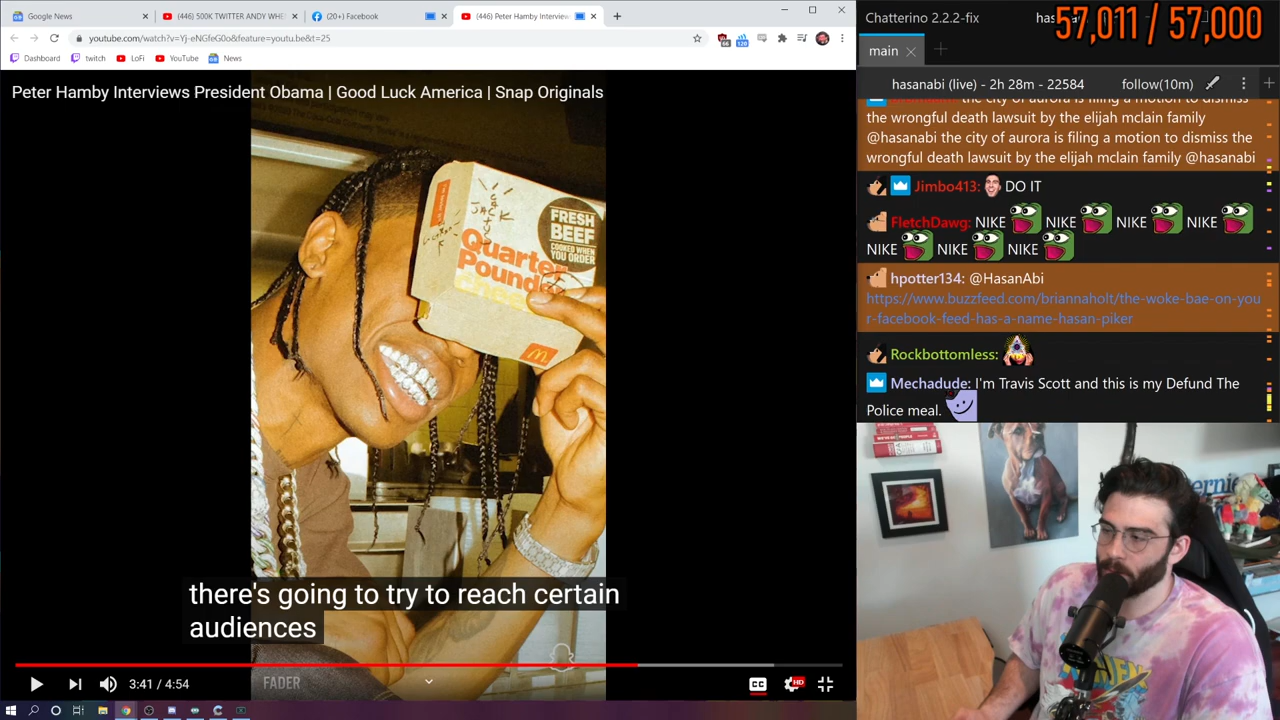 Google News
(446) 500K TWITTER ANDY WHE
(20+) Facebook
(446) Peter Hamby Interview
youtube.com/watch?v=Yj-eNGfeG0o&feature=youtu.be&t=25
Dashboard
twitch
LoFi
YouTube
News
Peter Hamby Interviews President Obama | Good Luck America | Snap Originals
FRESH
BEEF
COOKED WHEN
YOU ORDER
JACK
Quarter
Pounder
there's going to try to reach certain
audiences
3:41 / 4:54
FADER
CC
HD
Chatterino 2.2.2-fix
has
57,011 / 57,000
main
hasanabi (live) - 2h 28m - 22584
follow(10m)
the city of aurora is filing a motion to dismiss
the wrongful death lawsuit by the elijah mclain family
@hasanabi the city of aurora is filing a motion to dismiss the
wrongful death lawsuit by the elijah mclain family @hasanabi
Jimbo413: DO IT
FletchDawg: NIKE NIKE NIKE NIKE
NIKE NIKE NIKE
hpotter134: @HasanAbi
https://www.buzzfeed.com/briannaholt/the-woke-bae-on-you
r-facebook-feed-has-a-name-hasan-piker
Rockbottomless:
Mechadude: I'm Travis Scott and this is my Defund The
Police meal.
ernie